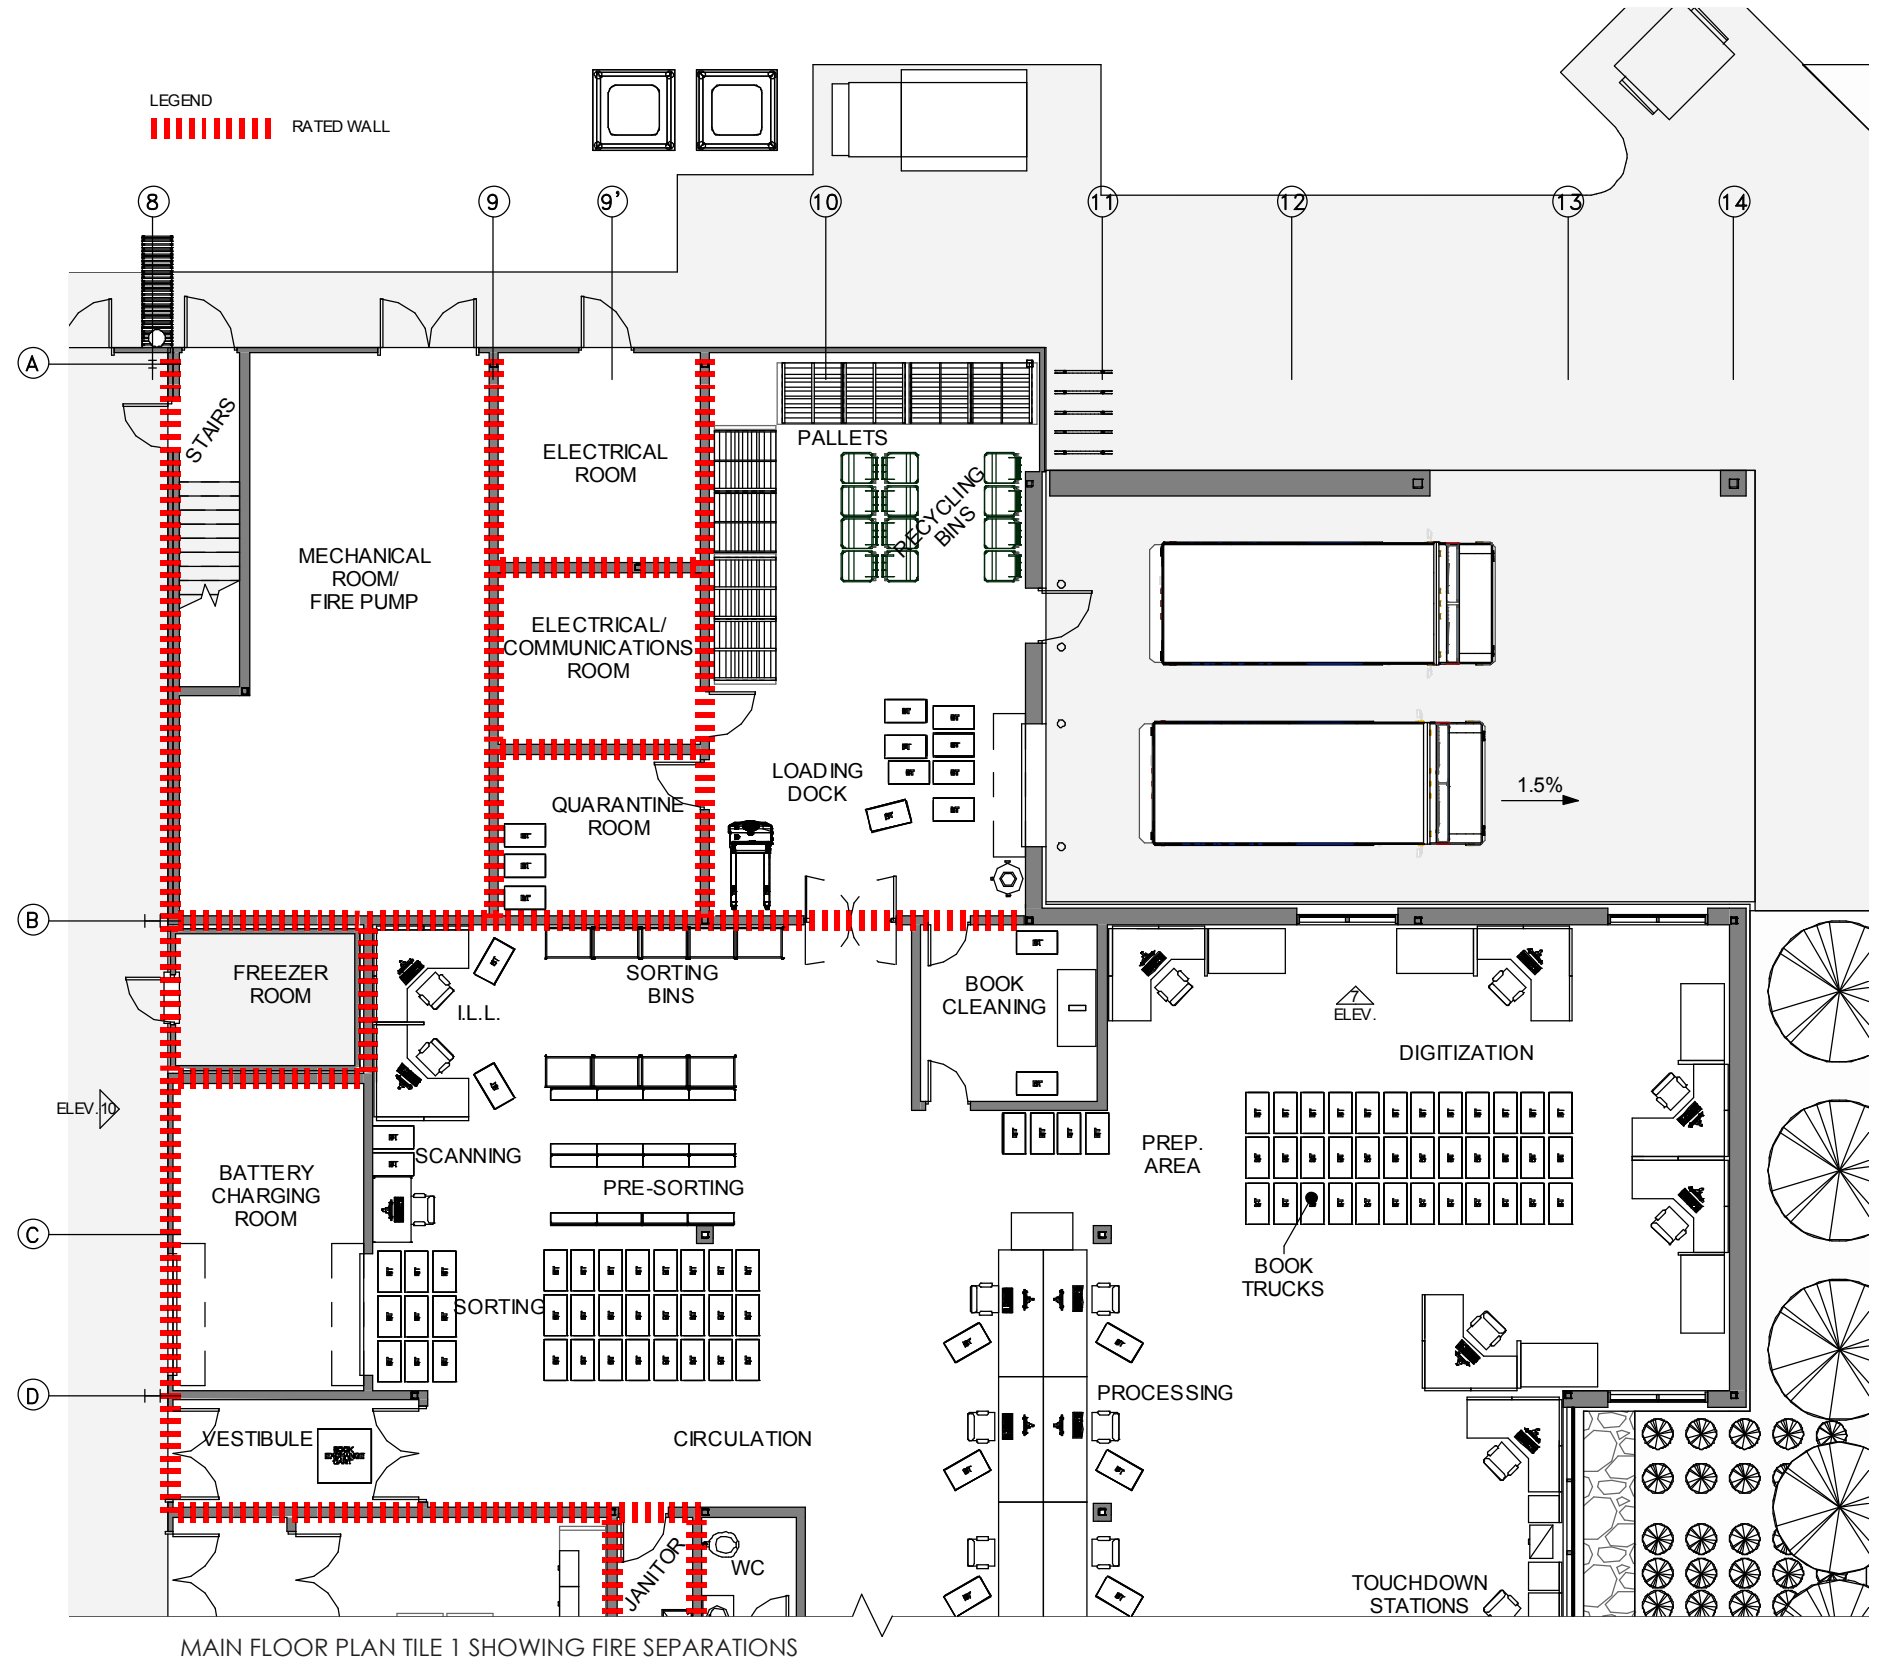 LEGEND
RATED WALL
8
9
9'
10
11
12
13
14
A
STAIRS
ELECTRICAL
ROOM
PALLETS
RECYCLING
BINS
MECHANICAL
ROOM/
FIRE PUMP
ELECTRICAL/
COMMUNICATIONS
ROOM
LOADING
DOCK
1.5%
QUARANTINE
ROOM
B
FREEZER
ROOM
I.L.L.
SORTING
BINS
BOOK
CLEANING
7
ELEV.
DIGITIZATION
ELEV.10
SCANNING
BATTERY
CHARGING
ROOM
PRE-SORTING
PREP.
AREA
C
BOOK
TRUCKS
SORTING
D
PROCESSING
VESTIBULE
BOOK
EXCHANGE
CART
CIRCULATION
JANITOR
WC
TOUCHDOWN
STATIONS
MAIN FLOOR PLAN TILE 1 SHOWING FIRE SEPARATIONS